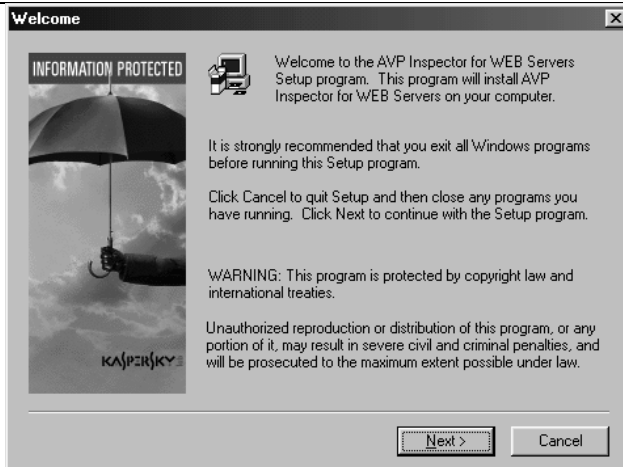 Welcome
INFORMATION PROTECTED
Welcome to the AVP Inspector for WEB Servers
Setup program. This program will install AVP
Inspector for WEB Servers on your computer.
It is strongly recommended that you exit all Windows programs
before running this Setup program.
Click Cancel to quit Setup and then close any programs you
have running. Click Next to continue with the Setup program.
WARNING: This program is protected by copyright law and
international treaties.
Unauthorized reproduction or distribution of this program, or any
portion of it, may result in severe civil and criminal penalties, and
will be prosecuted to the maximum extent possible under law.
KASPERSKY
Next >
Cancel